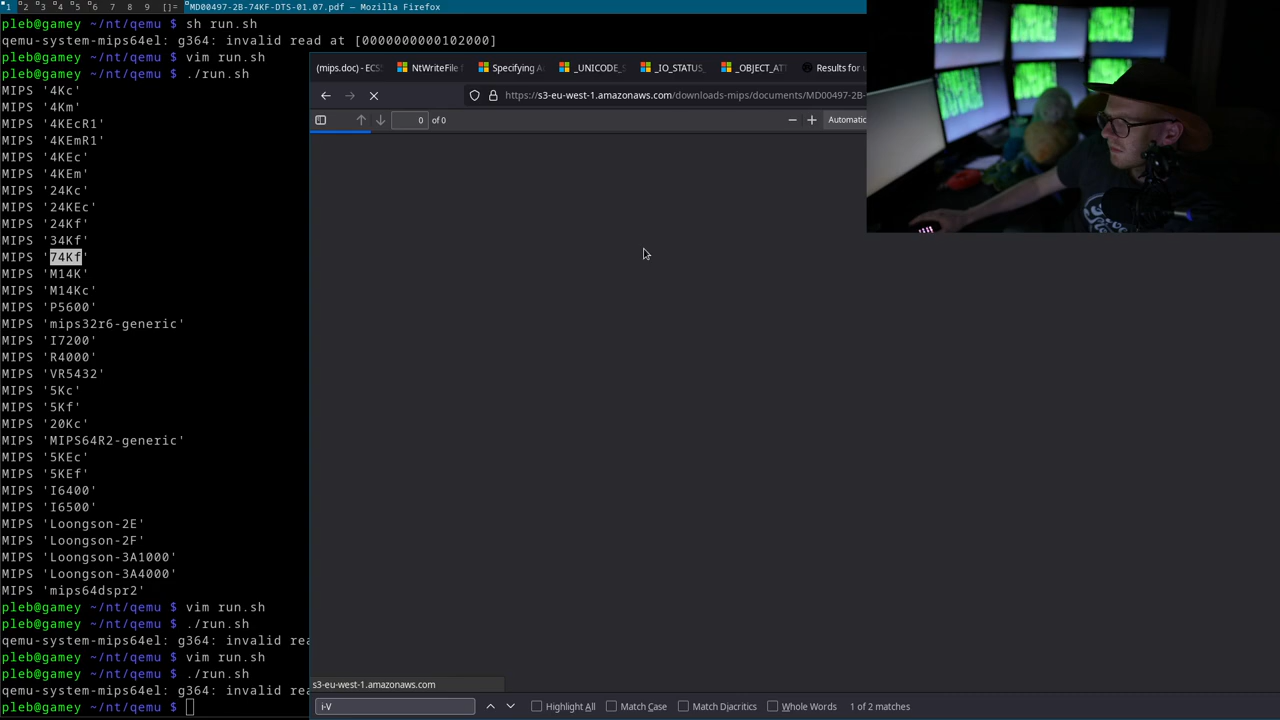 1 2 3 4 5 6 7 8 9 []= MD00497-2B-74KF-DTS-01.07.pdf — Mozilla Firefox
pleb@gamey ~/nt/qemu $ sh run.sh
qemu-system-mips64el: g364: invalid read at [0000000000102000]
pleb@gamey ~/nt/qemu $ vim run.sh
pleb@gamey ~/nt/qemu $ ./run.sh
MIPS '4Kc'
MIPS '4Km'
MIPS '4KEcR1'
MIPS '4KEmR1'
MIPS '4KEc'
MIPS '4KEm'
MIPS '24Kc'
MIPS '24KEc'
MIPS '24Kf'
MIPS '34Kf'
MIPS '74Kf'
MIPS 'M14K'
MIPS 'M14Kc'
MIPS 'P5600'
MIPS 'mips32r6-generic'
MIPS 'I7200'
MIPS 'R4000'
MIPS 'VR5432'
MIPS '5Kc'
MIPS '5Kf'
MIPS '20Kc'
MIPS 'MIPS64R2-generic'
MIPS '5KEc'
MIPS '5KEf'
MIPS 'I6400'
MIPS 'I6500'
MIPS 'Loongson-2E'
MIPS 'Loongson-2F'
MIPS 'Loongson-3A1000'
MIPS 'Loongson-3A4000'
MIPS 'mips64dspr2'
pleb@gamey ~/nt/qemu $ vim run.sh
pleb@gamey ~/nt/qemu $ ./run.sh
qemu-system-mips64el: g364: invalid rea
pleb@gamey ~/nt/qemu $ vim run.sh
pleb@gamey ~/nt/qemu $ ./run.sh
qemu-system-mips64el: g364: invalid rea
pleb@gamey ~/nt/qemu $
(mips.doc) - ECS NtWriteFile f Specifying A _UNICODE_S _IO_STATUS_ _OBJECT_AT Results for u
https://s3-eu-west-1.amazonaws.com/downloads-mips/documents/MD00497-2B-
0 of 0 Automatic
s3-eu-west-1.amazonaws.com
i-V Highlight All Match Case Match Diacritics Whole Words 1 of 2 matches